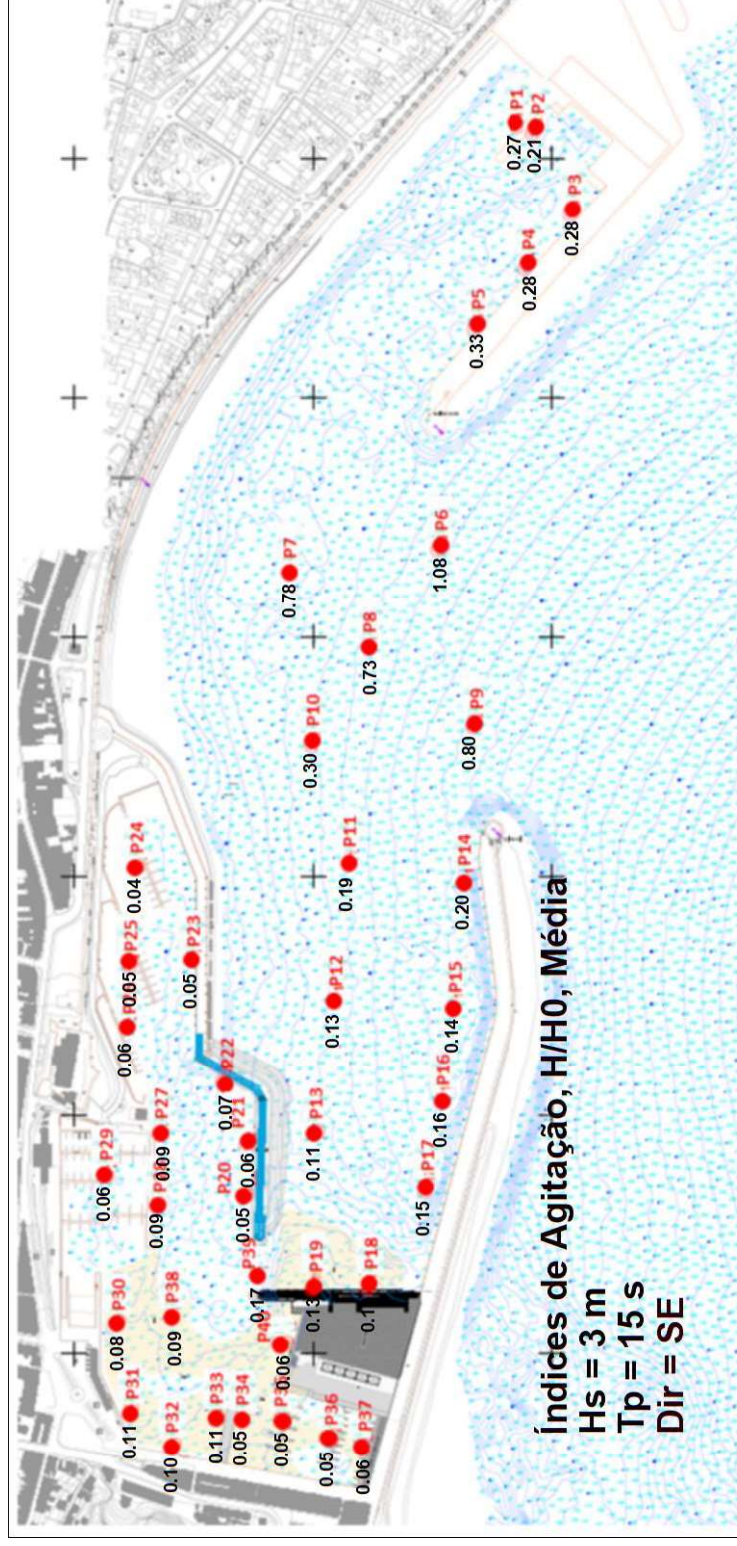 0.27
P1
0.21
P2
0.28
P3
0.28
P4
0.33
P5
1.08
P6
0.78
P7
0.73
P8
0.80
P9
0.30
P10
0.19
P11
0.13
P12
0.11
P13
0.20
P14
0.14
P15
0.16
P16
0.15
P17
P18
0.13
P19
0.05
P20
0.06
P21
0.07
P22
0.05
P23
0.04
P24
0.05
P25
0.06
0.09
P27
0.09
0.06
P29
0.08
P30
0.11
P31
0.10
P32
0.11
P33
0.05
P34
0.05
0.05
P36
0.06
P37
0.09
P38
0.17
P39
0.06
P40
Índices de Agitação, H/H0, Média
Hs = 3 m
Tp = 15 s
Dir = SE